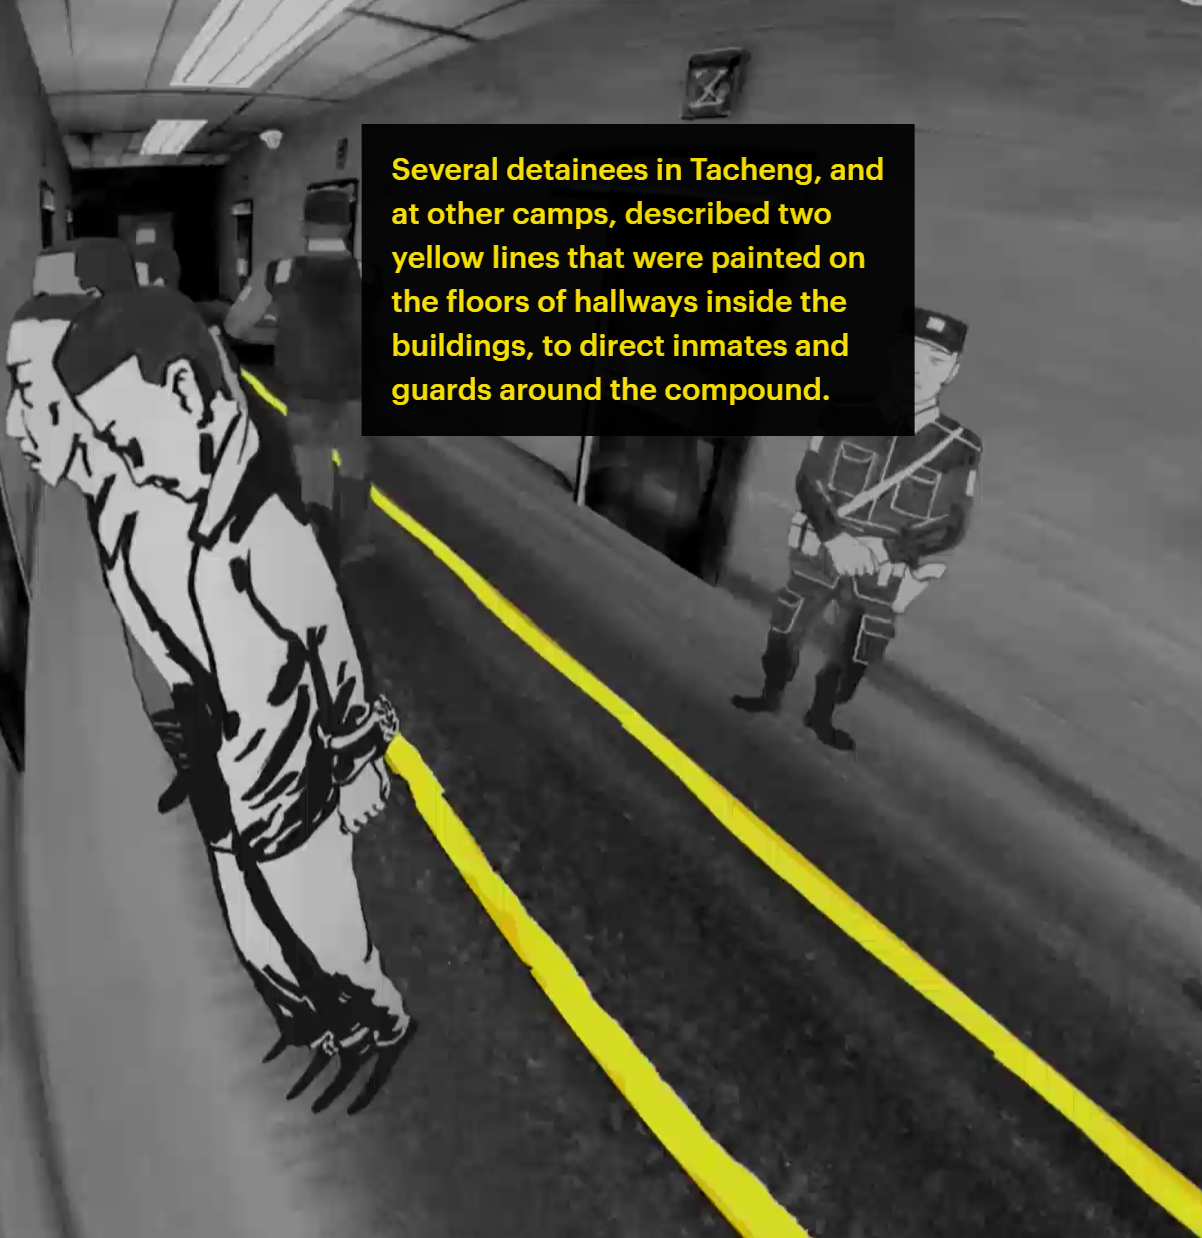 Several detainees in Tacheng, and
at other camps, described two
yellow lines that were painted on
the floors of hallways inside the
buildings, to direct inmates and
guards around the compound.